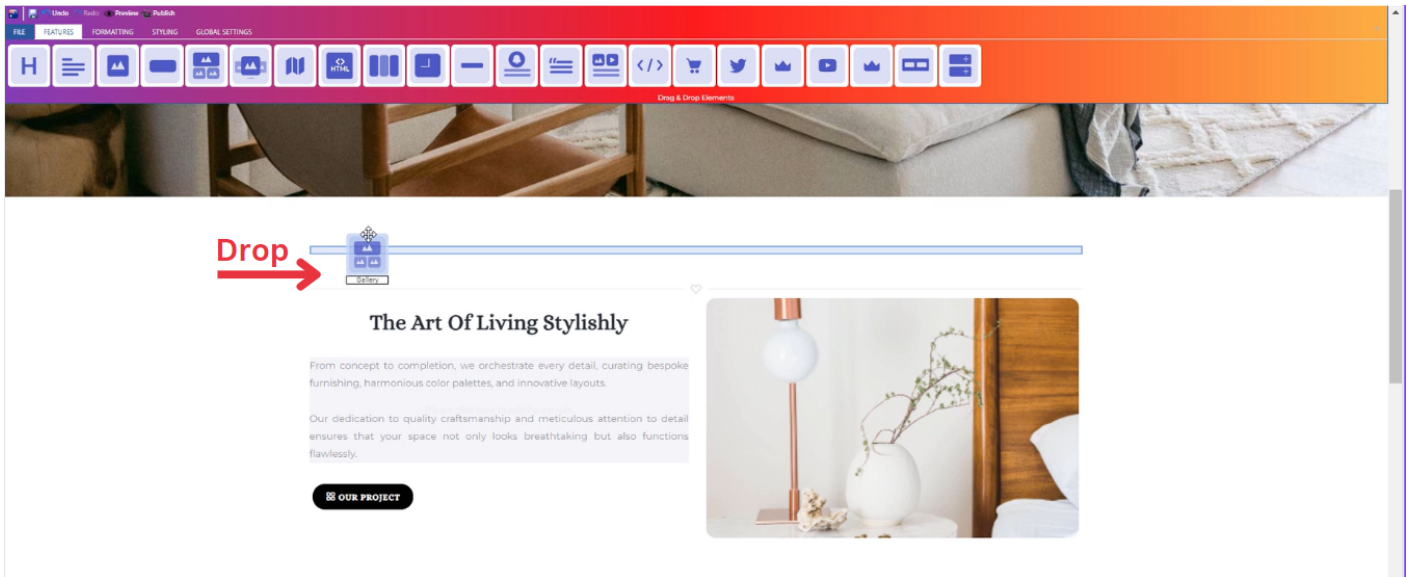 Undo Redo Preview Publish
FILE FEATURES FORMATTING STYLING GLOBAL SETTINGS
H
HTML
</>
Drag & Drop Elements
Drop
Gallery
The Art Of Living Stylishly
From concept to completion, we orchestrate every detail, curating bespoke
furnishing, harmonious color palettes, and innovative layouts.
Our dedication to quality craftsmanship and meticulous attention to detail
ensures that your space not only looks breathtaking but also functions
flawlessly.
OUR PROJECT